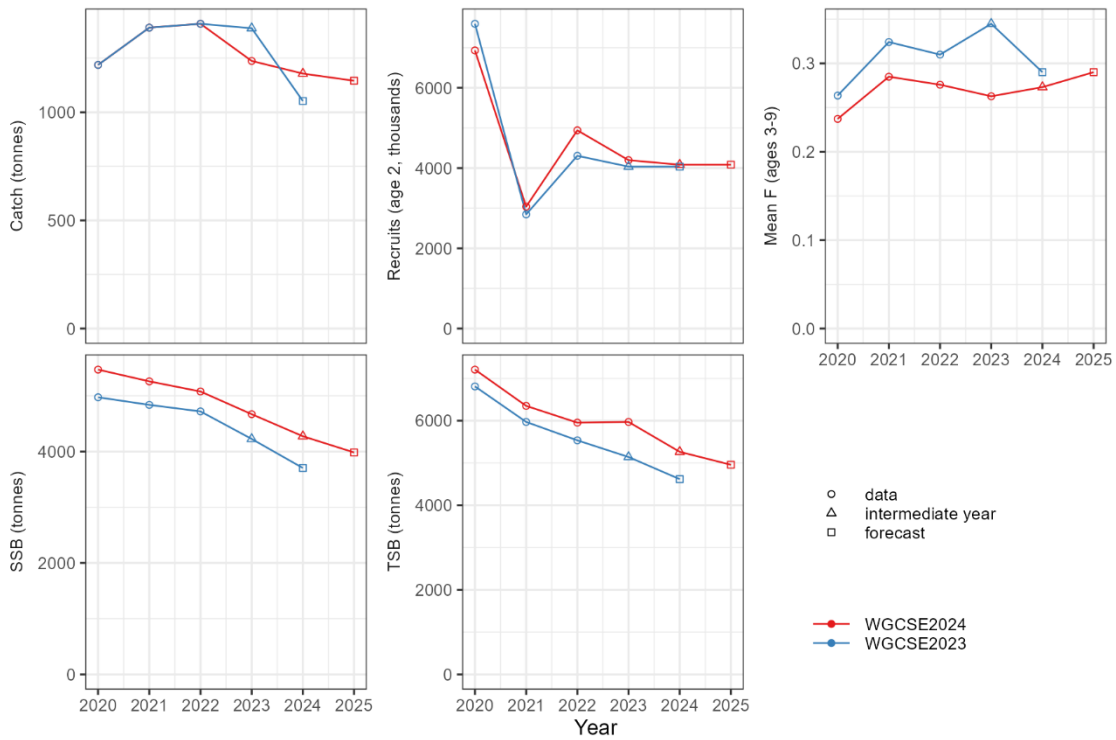 Catch (tonnes)
1000
500
0
Recruits (age 2, thousands)
6000
4000
2000
0
Mean F (ages 3-9)
0.3
0.2
0.1
0.0
2020 2021 2022 2023 2024 2025
SSB (tonnes)
4000
2000
0
2020 2021 2022 2023 2024 2025
TSB (tonnes)
6000
4000
2000
0
2020 2021 2022 2023 2024 2025
Year
data
intermediate year
forecast
WGCSE2024
WGCSE2023